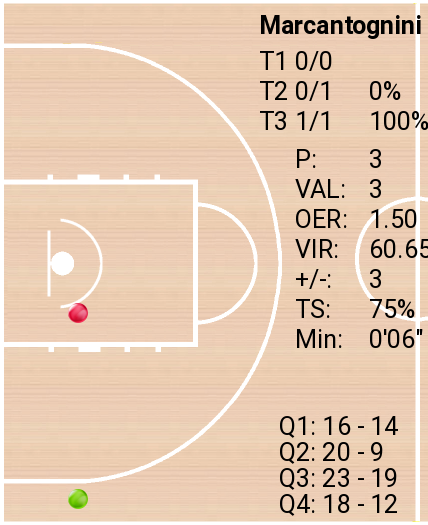 Marcantognini
T1 0/0
T2 0/1 0%
T3 1/1 100%
P: 3
VAL: 3
OER: 1.50
VIR: 60.65
+/-: 3
TS: 75%
Min: 0'06"
Q1: 16 - 14
Q2: 20 - 9
Q3: 23 - 19
Q4: 18 - 12